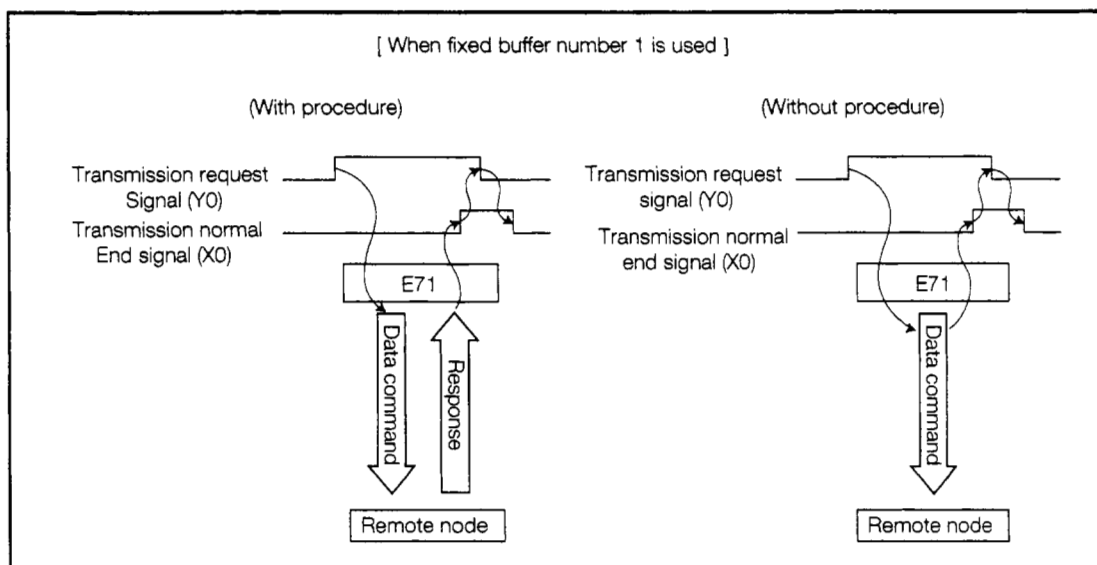 [ When fixed buffer number 1 is used ]
(With procedure)
Transmission request
Signal (Y0)
Transmission normal
End signal (X0)
E71
Data command
Response
Remote node
(Without procedure)
Transmission request
signal (Y0)
Transmission normal
end signal (X0)
E71
Data command
Remote node